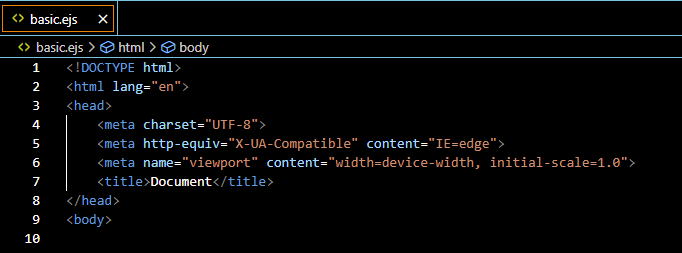 basic.ejs
basic.ejs > html > body
1 <!DOCTYPE html>
2 <html lang="en">
3 <head>
4     <meta charset="UTF-8">
5     <meta http-equiv="X-UA-Compatible" content="IE=edge">
6     <meta name="viewport" content="width=device-width, initial-scale=1.0">
7     <title>Document</title>
8 </head>
9 <body>
10